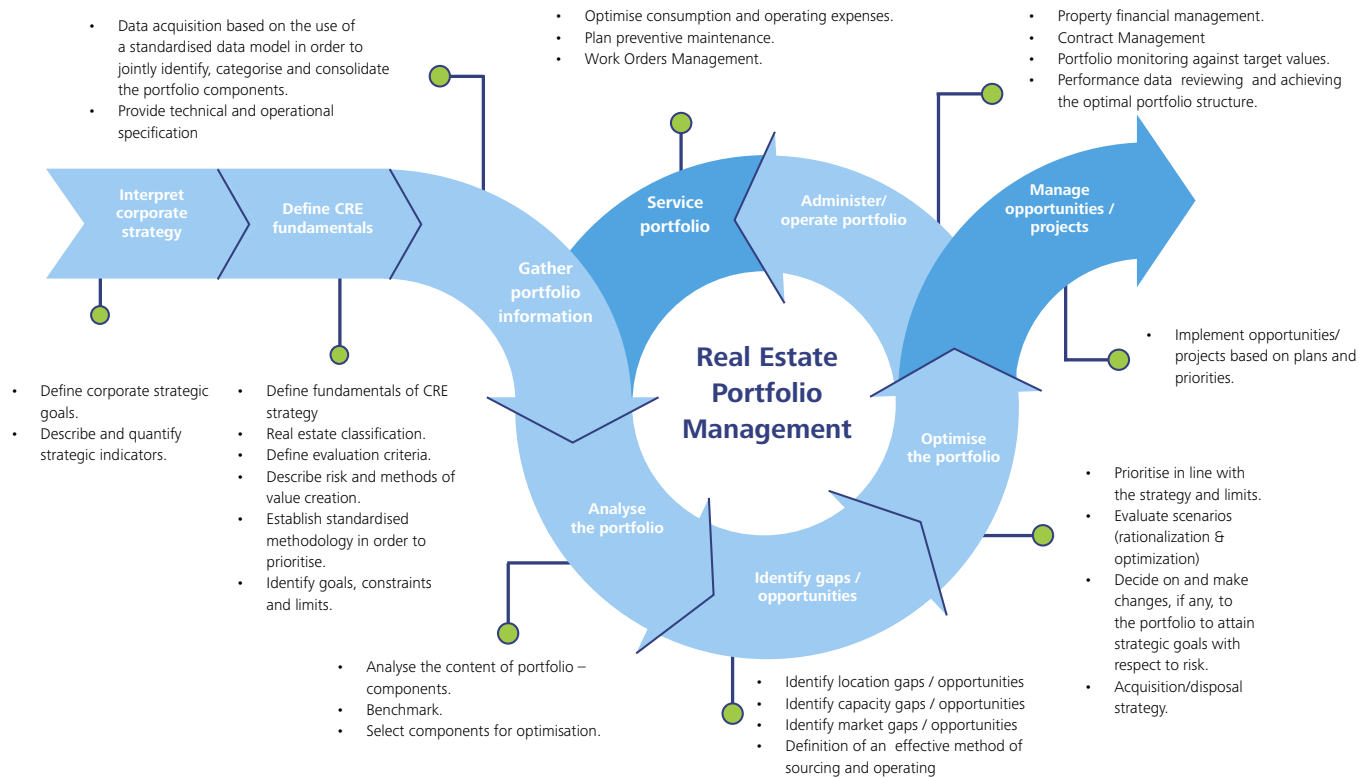 • Data acquisition based on the use of
a standardised data model in order to
jointly identify, categorise and consolidate
the portfolio components.
• Provide technical and operational
specification
• Optimise consumption and operating expenses.
• Plan preventive maintenance.
• Work Orders Management.
• Property financial management.
• Contract Management
• Portfolio monitoring against target values.
• Performance data reviewing and achieving
the optimal portfolio structure.
Interpret
corporate
strategy
Define CRE
fundamentals
Gather
portfolio
information
Service
portfolio
Administer/
operate portfolio
Manage
opportunities /
projects
Real Estate
Portfolio
Management
• Implement opportunities/
projects based on plans and
priorities.
• Define corporate strategic
goals.
• Describe and quantify
strategic indicators.
• Define fundamentals of CRE
strategy
• Real estate classification.
• Define evaluation criteria.
• Describe risk and methods of
value creation.
• Establish standardised
methodology in order to
prioritise.
• Identify goals, constraints
and limits.
Analyse
the portfolio
Identify gaps /
opportunities
Optimise
the portfolio
• Prioritise in line with
the strategy and limits.
• Evaluate scenarios
(rationalization &
optimization)
• Decide on and make
changes, if any, to
the portfolio to attain
strategic goals with
respect to risk.
• Acquisition/disposal
strategy.
• Analyse the content of portfolio –
components.
• Benchmark.
• Select components for optimisation.
• Identify location gaps / opportunities
• Identify capacity gaps / opportunities
• Identify market gaps / opportunities
• Definition of an effective method of
sourcing and operating